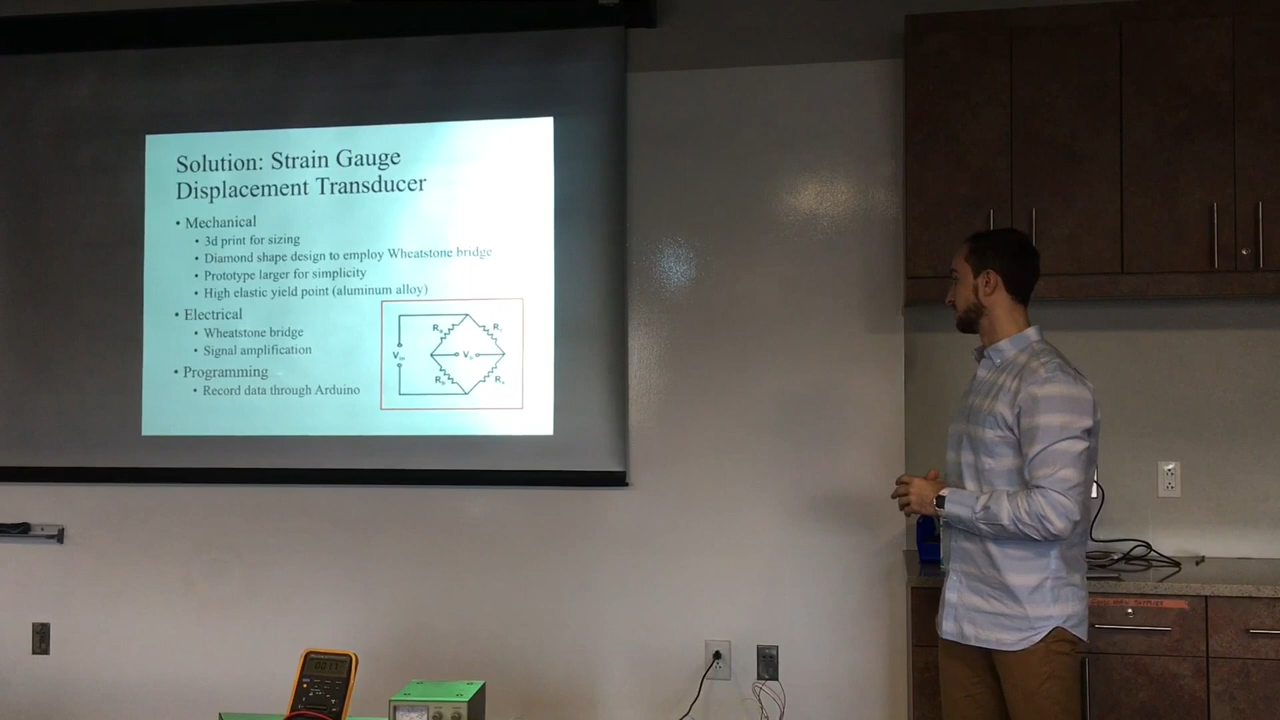 Solution: Strain Gauge
Displacement Transducer
• Mechanical
• 3d print for sizing
• Diamond shape design to employ Wheatstone bridge
• Prototype larger for simplicity
• High elastic yield point (aluminum alloy)
• Electrical
• Wheatstone bridge
• Signal amplification
• Programming
• Record data through Arduino
R
R
V
V
R
R